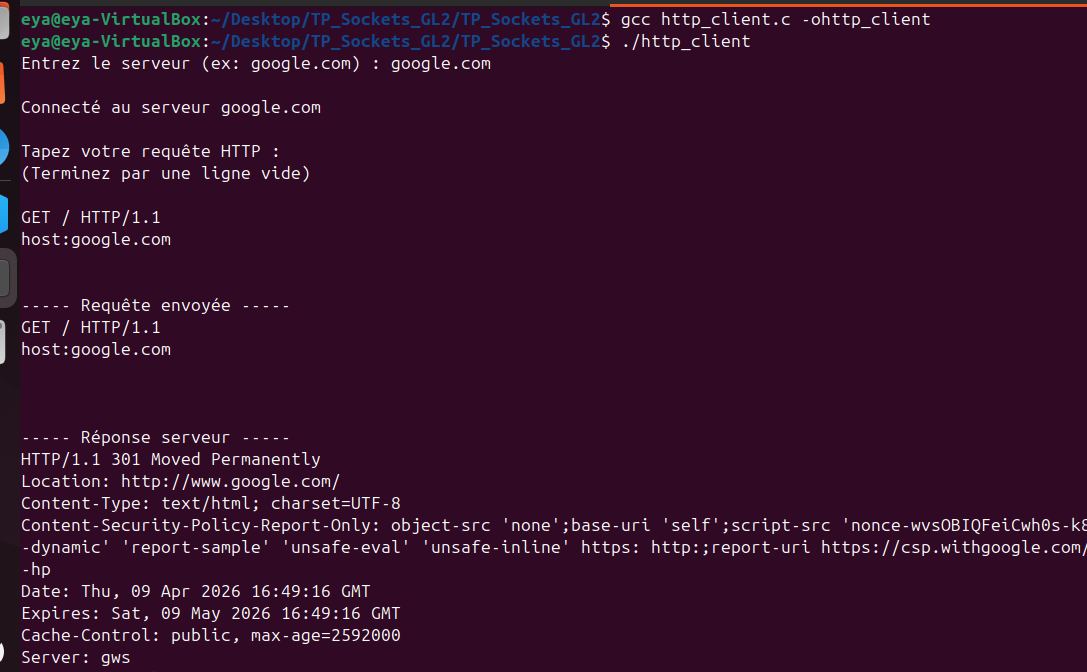 eya@eya-VirtualBox:~/Desktop/TP_Sockets_GL2/TP_Sockets_GL2$ gcc http_client.c -ohttp_client
eya@eya-VirtualBox:~/Desktop/TP_Sockets_GL2/TP_Sockets_GL2$ ./http_client
Entrez le serveur (ex: google.com) : google.com
Connecté au serveur google.com
Tapez votre requête HTTP :
(Terminez par une ligne vide)
GET / HTTP/1.1
host:google.com
----- Requête envoyée -----
GET / HTTP/1.1
host:google.com
----- Réponse serveur -----
HTTP/1.1 301 Moved Permanently
Location: http://www.google.com/
Content-Type: text/html; charset=UTF-8
Content-Security-Policy-Report-Only: object-src 'none';base-uri 'self';script-src 'nonce-wvsOBIQFeiCwh0s-k8
-dynamic' 'report-sample' 'unsafe-eval' 'unsafe-inline' https: http:;report-uri https://csp.withgoogle.com/
-hp
Date: Thu, 09 Apr 2026 16:49:16 GMT
Expires: Sat, 09 May 2026 16:49:16 GMT
Cache-Control: public, max-age=2592000
Server: gws